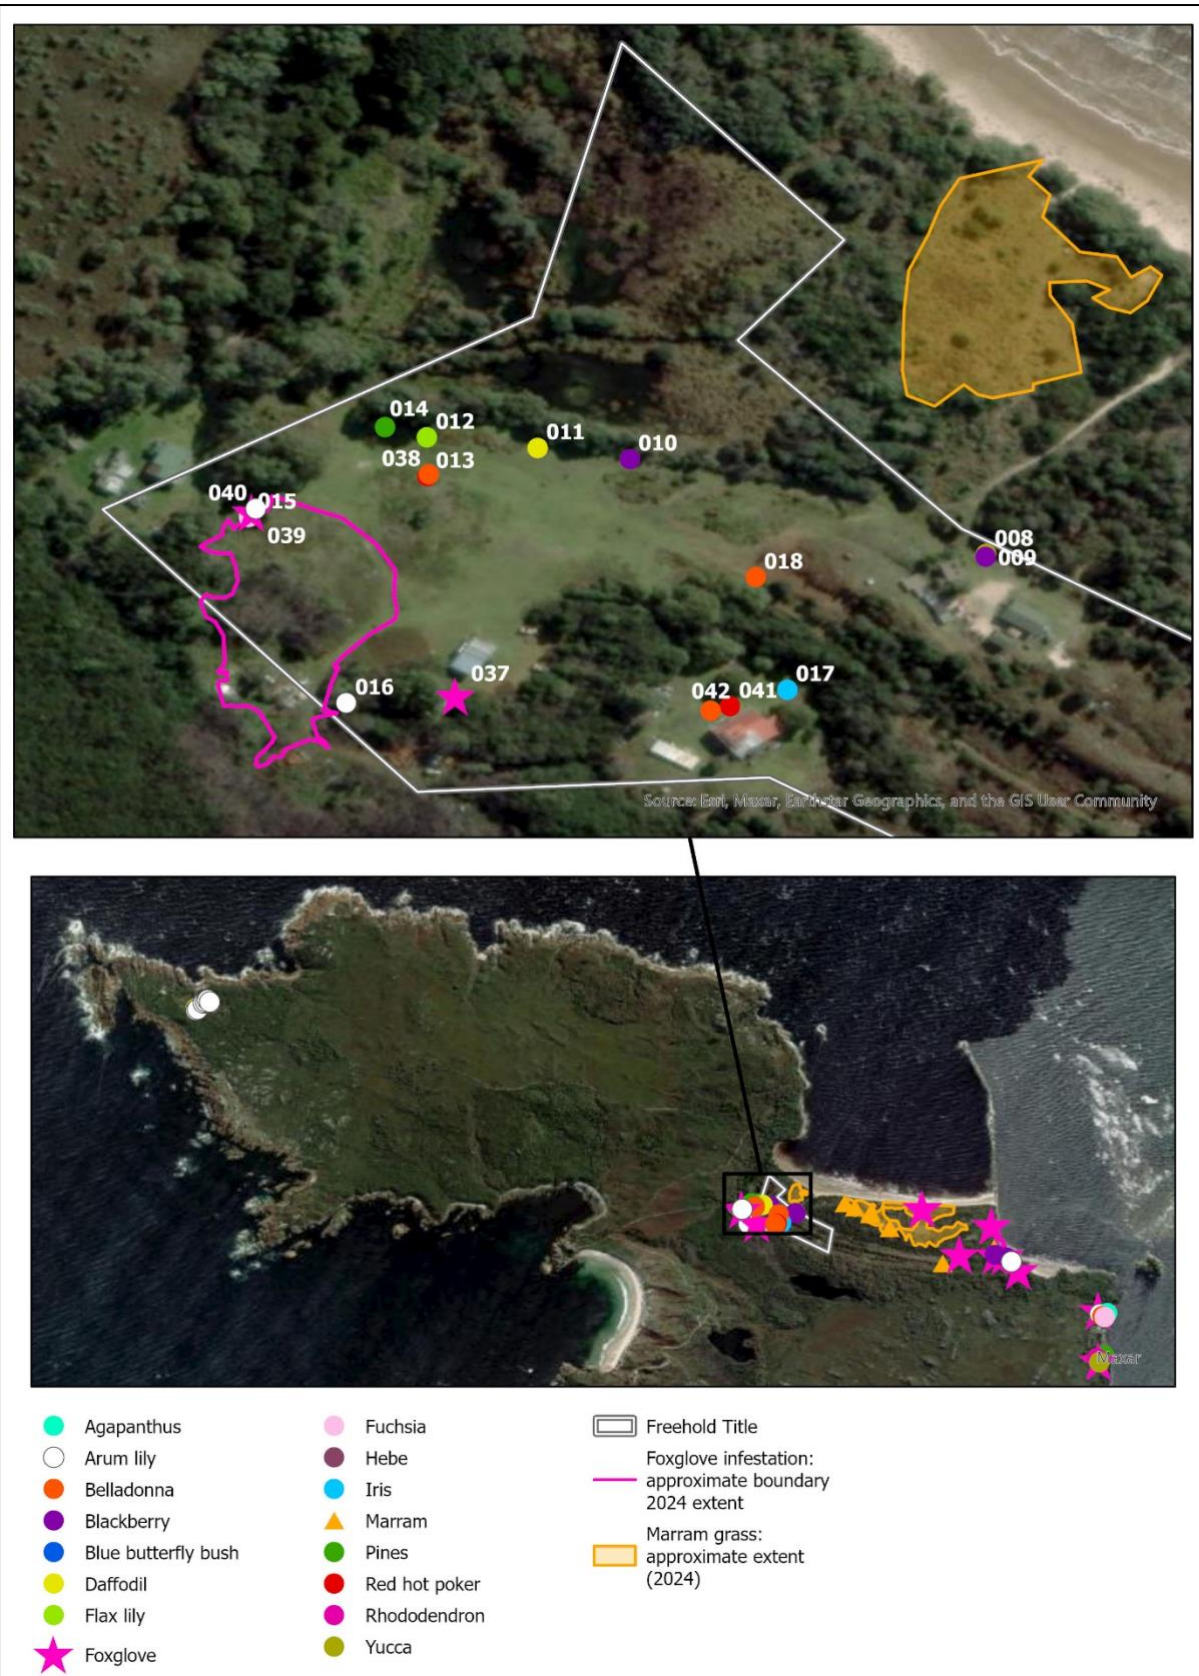 014
012
011
010
038
013
040
015
039
008
009
018
037
016
017
042
041
Source: Esri, Maxar, Earthstar Geographics, and the GIS User Community
Maxar
Agapanthus
Arum lily
Belladonna
Blackberry
Blue butterfly bush
Daffodil
Flax lily
Foxglove
Fuchsia
Hebe
Iris
Marram
Pines
Red hot poker
Rhododendron
Yucca
Freehold Title
Foxglove infestation:
approximate boundary
2024 extent
Marram grass:
approximate extent
(2024)